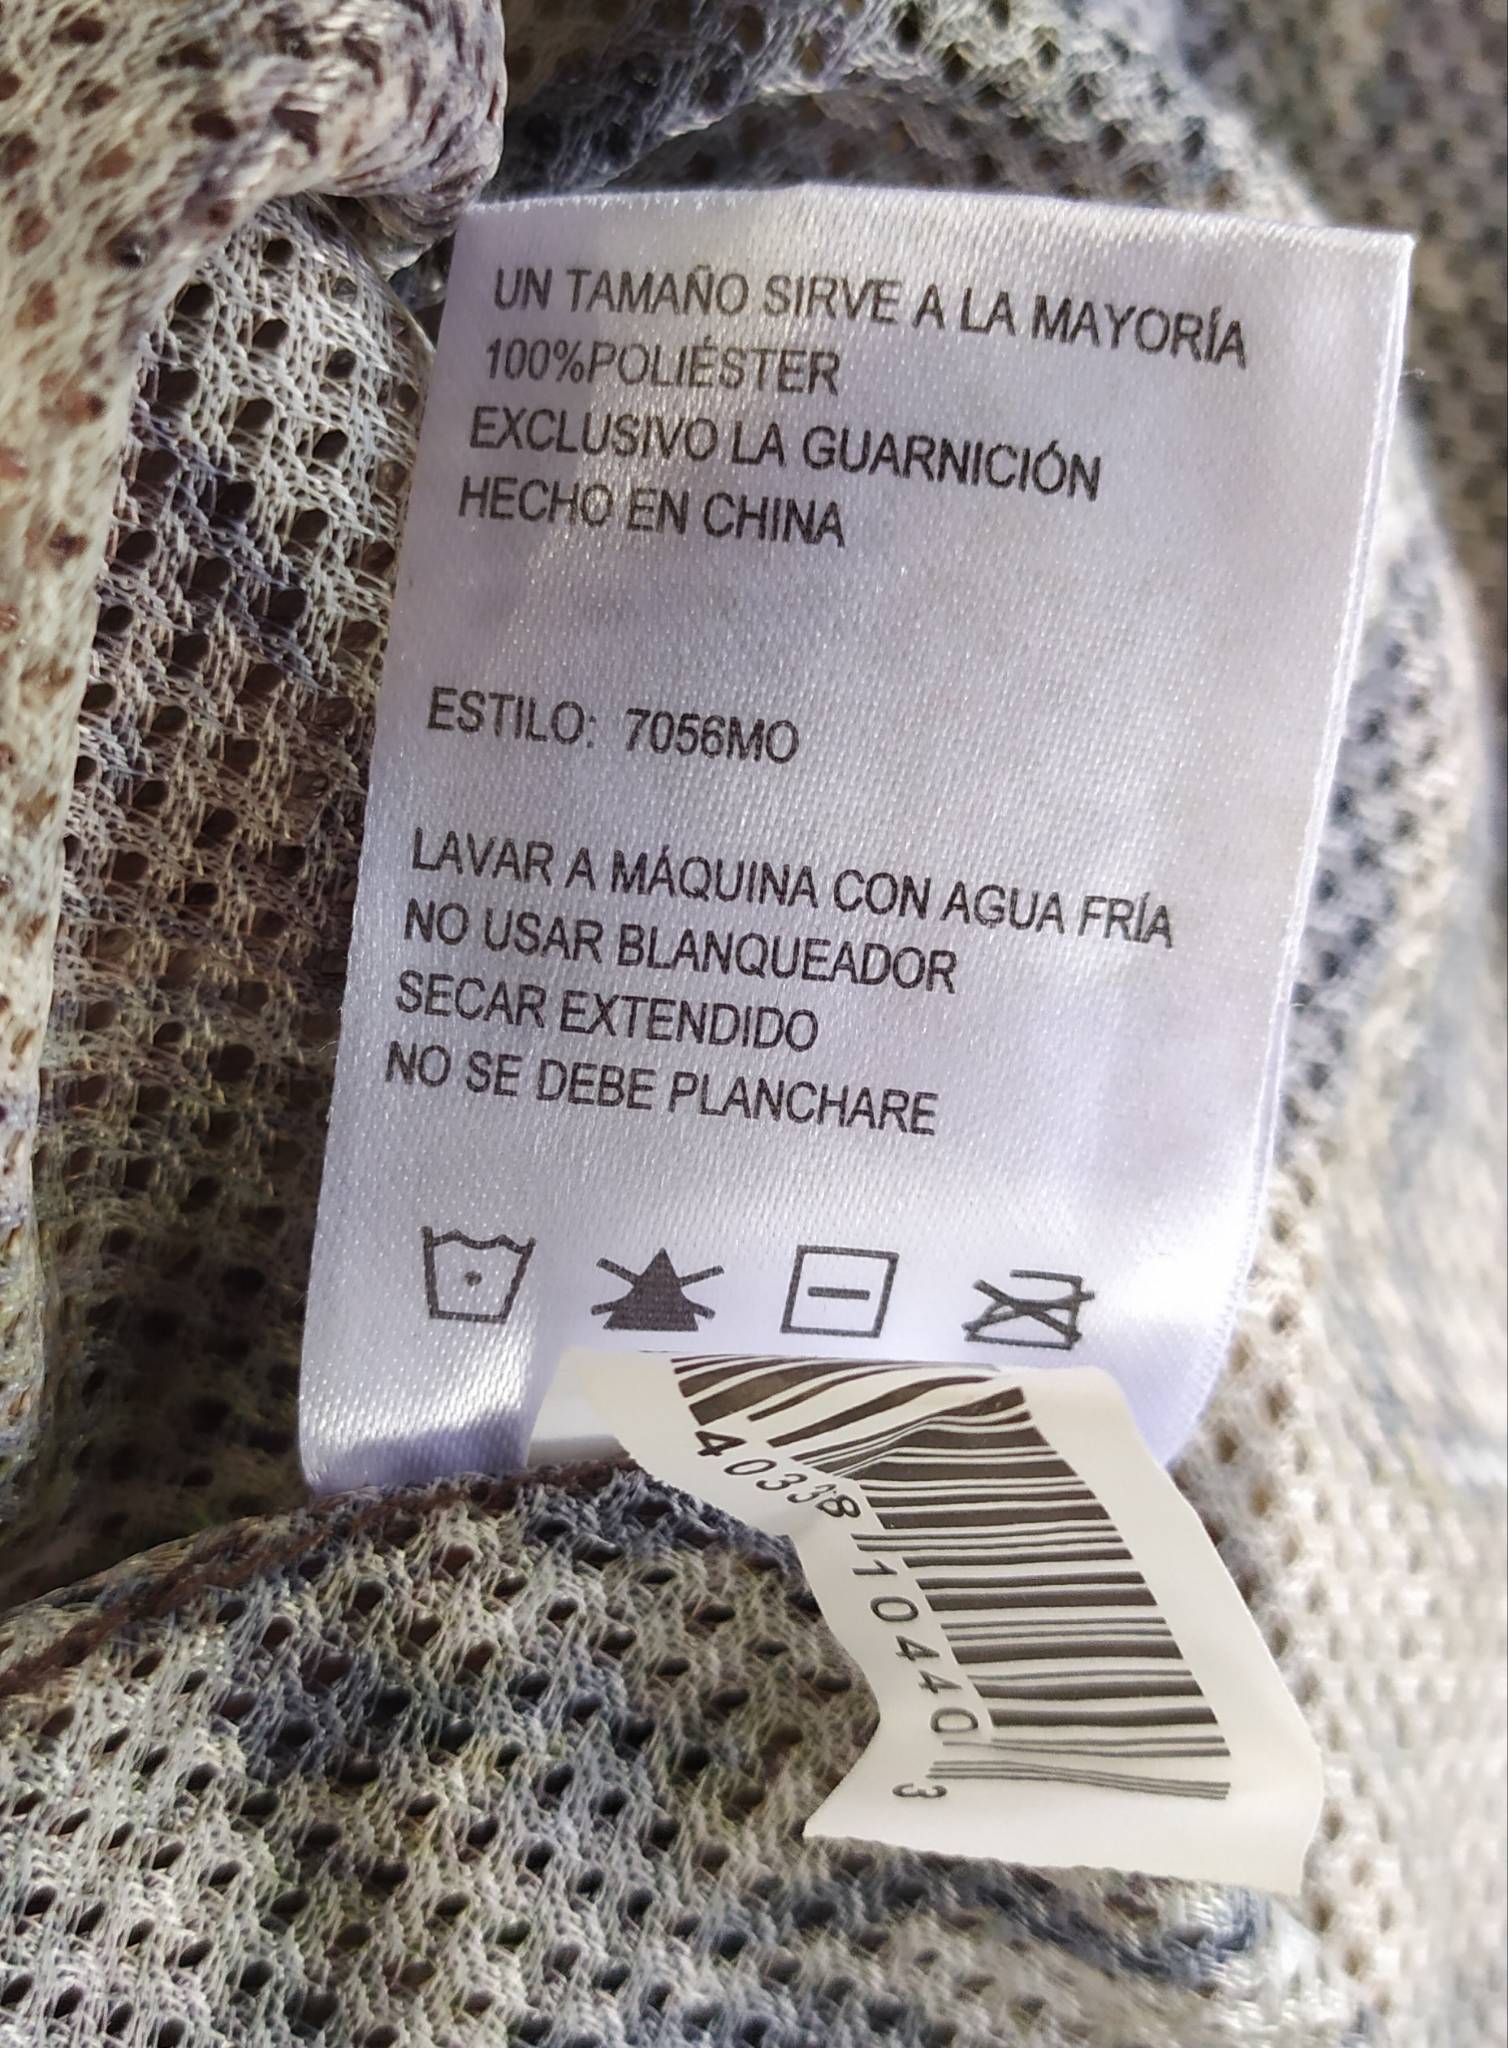 UN TAMAÑO SIRVE A LA MAYORÍA
100%POLIÉSTER
EXCLUSIVO LA GUARNICIÓN
HECHO EN CHINA
ESTILO: 7056MO
LAVAR A MÁQUINA CON AGUA FRÍA
NO USAR BLANQUEADOR
SECAR EXTENDIDO
NO SE DEBE PLANCHARE
40338 10440 3